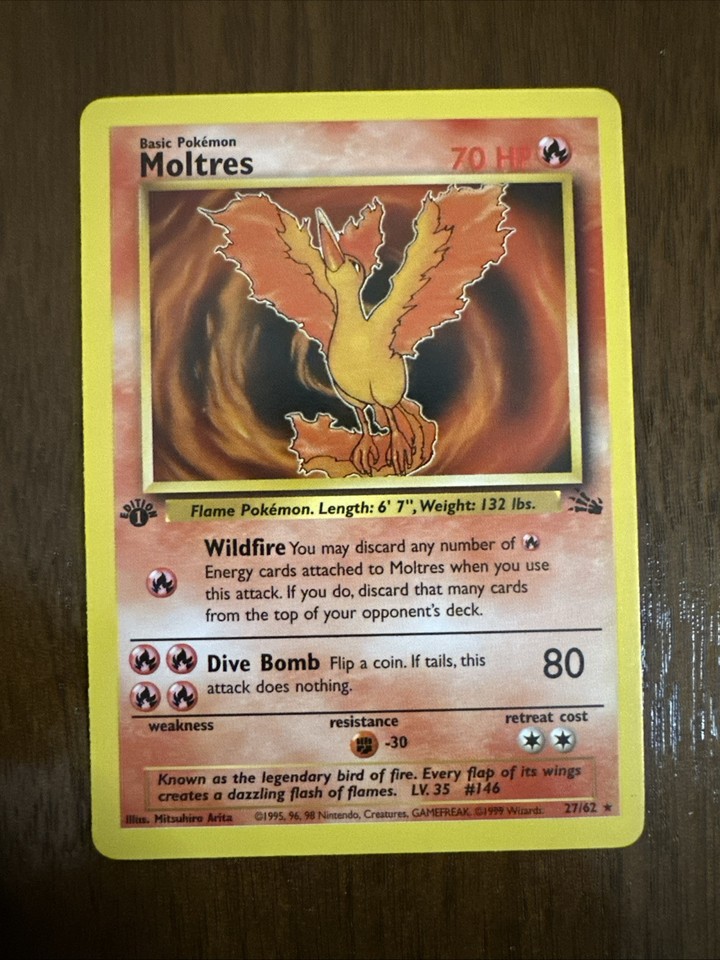 Basic Pokémon
Moltres
70 HP
EDITION
1
Flame Pokémon. Length: 6' 7", Weight: 132 lbs.
Wildfire You may discard any number of
Energy cards attached to Moltres when you use
this attack. If you do, discard that many cards
from the top of your opponent's deck.
Dive Bomb Flip a coin. If tails, this
attack does nothing.
80
weakness
resistance
retreat cost
-30
Known as the legendary bird of fire. Every flap of its wings
creates a dazzling flash of flames. LV. 35 #146
Illus. Mitsuhiro Arita ©1995, 96, 98 Nintendo, Creatures, GAMEFREAK. ©1999 Wizards. 27/62 ★